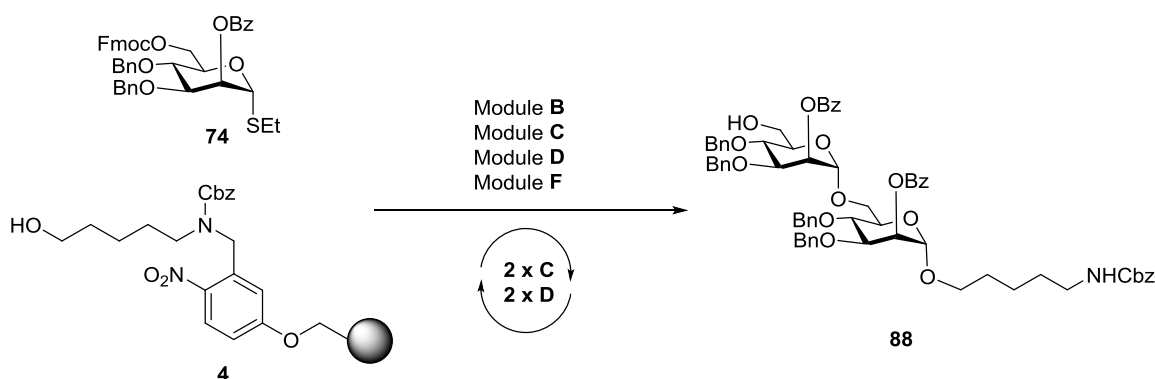 OBz
FmocO
O
BnO
BnO
SEt
74
Cbz
HO
N
O₂N
O
4
Module B
Module C
Module D
Module F
2 x C
2 x D
OBz
HO
O
BnO
BnO
OBz
O
O
BnO
BnO
O
NHCbz
88